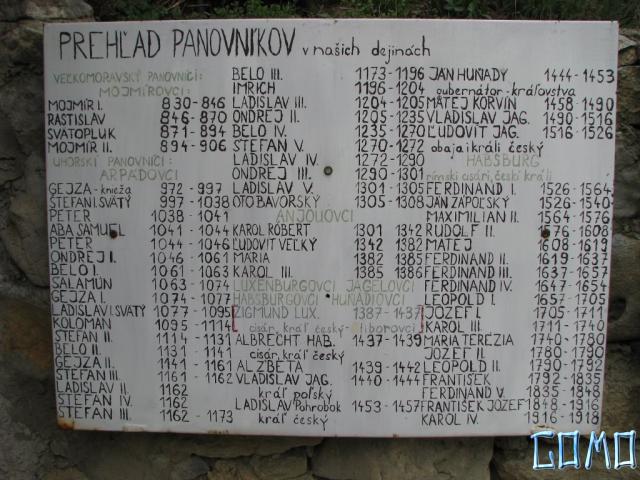 PREHĽAD PANOVNÍKOV v našich dejinách
VEĽKOMORAVSKÝ PANOVNÍCI:
MOJMÍROVCI
MOJMÍR I. 830-846
RASTISLAV 846-870
SVÄTOPLUK 871-894
MOJMÍR II. 894-906
UHORSKÍ PANOVNÍCI:
ARPÁDOVCI
GEJZA-knieža 972-997
ŠTEFAN I. SVÄTÝ 997-1038
PETER 1038-1041
ABA SAMUEL 1041-1044
PETER 1044-1046
ONDREJ I. 1046-1061
BELO I. 1061-1063
ŠALAMÚN 1063-1074
GEJZA I. 1074-1077
LADISLAV I. SVÄTÝ 1077-1095
KOLOMAN 1095-1114
ŠTEFAN II. 1114-1131
BELO II. 1131-1141
GEJZA II. 1141-1161
ŠTEFAN III. 1161-1162
LADISLAV II. 1162
ŠTEFAN IV. 1162
ŠTEFAN III. 1162-1173
BELO III. 1173-1196
IMRICH 1196-1204
LADISLAV III. 1204-1205
ONDREJ II. 1205-1235
BELO IV. 1235-1270
ŠTEFAN V. 1270-1272
LADISLAV IV. 1272-1290
ONDREJ III. 1290-1301
LADISLAV V. 1301-1305
OTO BAVORSKÝ 1305-1308
ANJOUOVCI
KAROL RÓBERT 1301-1342
ĽUDOVÍT VEĽKÝ 1342-1382
MÁRIA 1382-1385
KAROL III. 1385-1386
LUXENBURGOVCI JAGELOVCI
HABSBURGOVCI HUŇADIOVCI
ZIGMUND LUX. 1387-1437
cisár, kráľ český - Stiborovci
ALBRECHT HAB. 1437-1439
cisár, kráľ český
ALŽBETA 1439-1442
VLADISLAV JAG. 1440-1444
kráľ poľský
LADISLAV Pohrobok 1453-1457
kráľ český
JÁN HUŇADY 1444-1453
gubernátor-kráľovstva
MATEJ KORVÍN 1458-1490
VLADISLAV JAG. 1490-1516
ĽUDOVÍT JAG. 1516-1526
obaja králi český
HABSBURG
rímski cisári, českí králi
FERDINAND I. 1526-1564
JÁN ZÁPOĽSKÝ 1526-1540
MAXIMILIAN II. 1564-1576
RUDOLF II. 1576-1608
MATEJ 1608-1619
FERDINAND II. 1619-1637
FERDINAND III. 1637-1657
FERDINAND IV. 1647-1654
LEOPOLD I. 1657-1705
JOZEF I. 1705-1711
KAROL III. 1711-1740
MÁRIA TERÉZIA 1740-1780
JOZEF II. 1780-1790
LEOPOLD II. 1790-1792
FRANTIŠEK 1792-1835
FERDINAND V. 1835-1848
FRANTIŠEK JOZEF 1848-1916
KAROL IV. 1916-1918
COMO